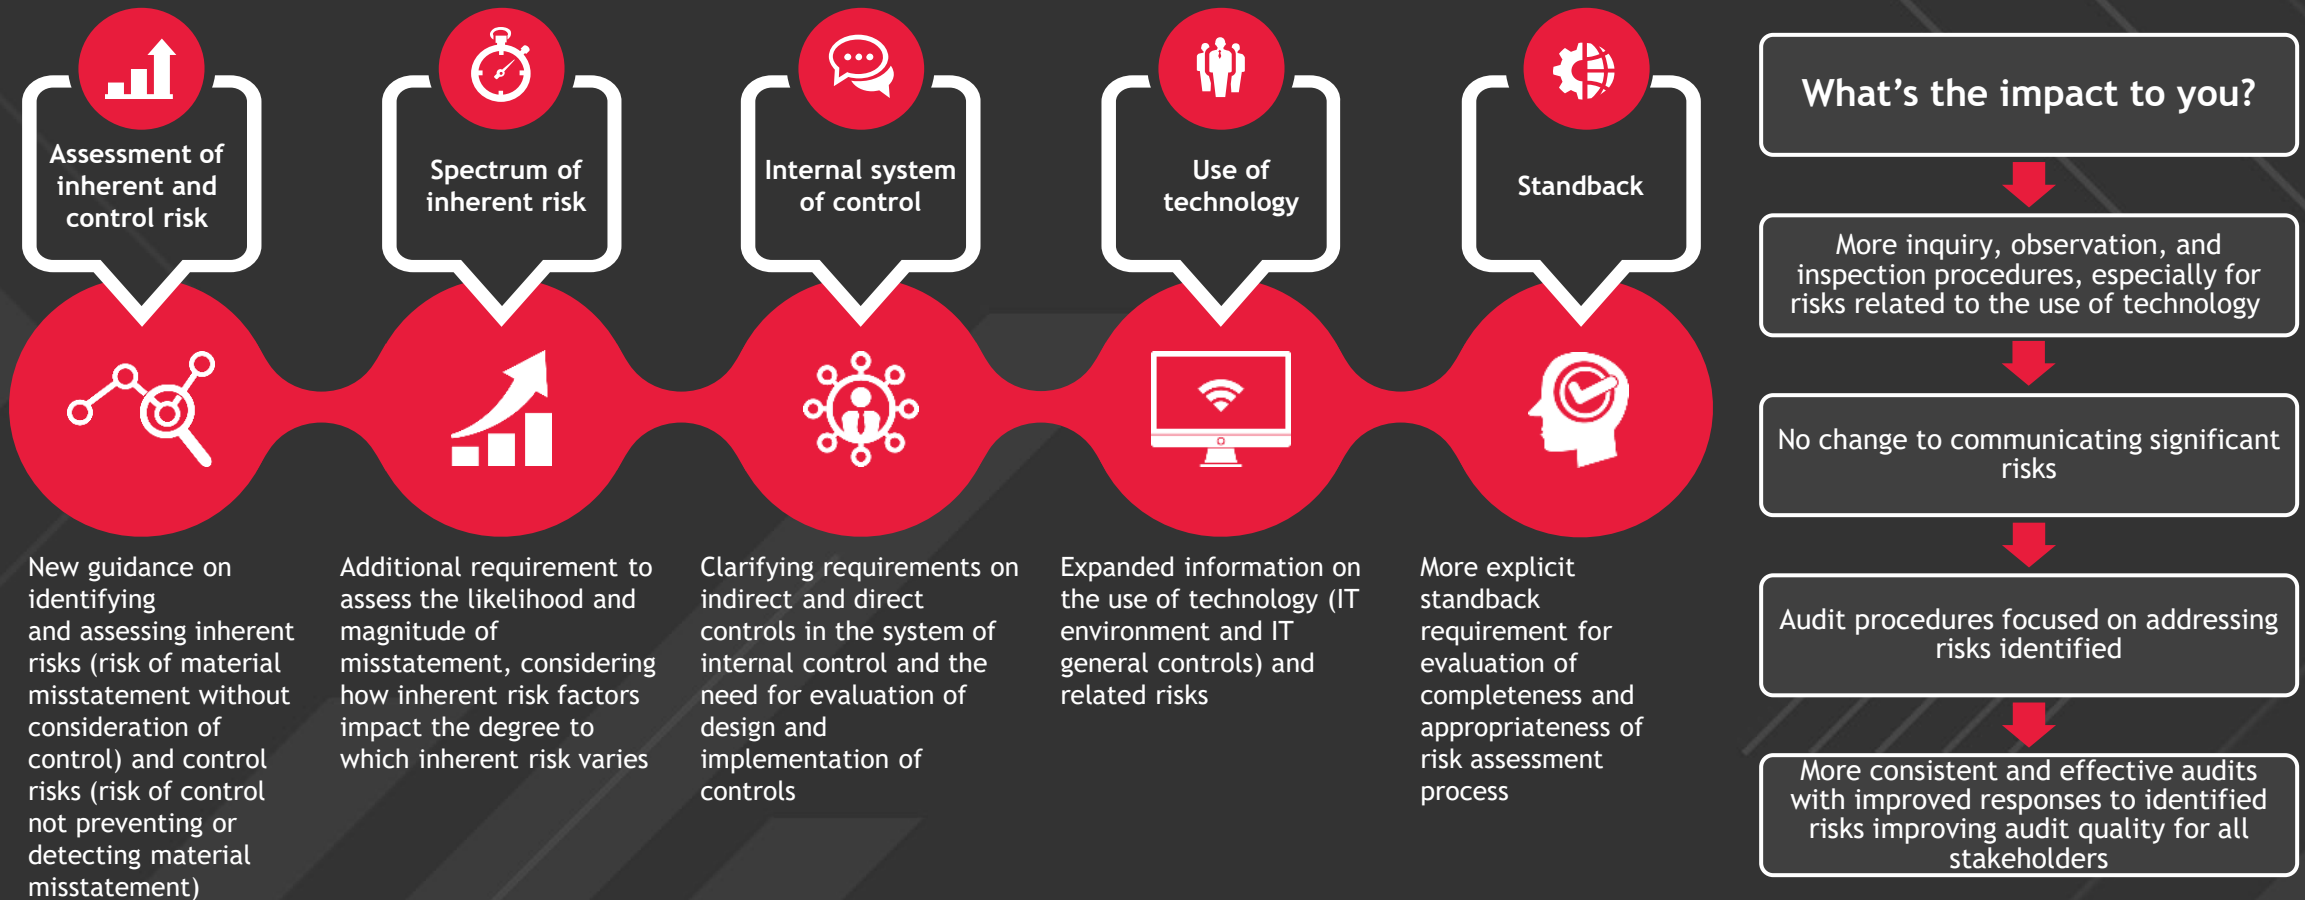 Assessment of
inherent and
control risk
New guidance on
identifying
and assessing inherent
risks (risk of material
misstatement without
consideration of
control) and control
risks (risk of control
not preventing or
detecting material
misstatement)
Spectrum of
inherent risk
Additional requirement to
assess the likelihood and
magnitude of
misstatement, considering
how inherent risk factors
impact the degree to
which inherent risk varies
Internal system
of control
Clarifying requirements on
indirect and direct
controls in the system of
internal control and the
need for evaluation of
design and
implementation of
controls
Use of
technology
Expanded information on
the use of technology (IT
environment and IT
general controls) and
related risks
Standback
More explicit
standback
requirement for
evaluation of
completeness and
appropriateness of
risk assessment
process
What's the impact to you?
More inquiry, observation, and
inspection procedures, especially for
risks related to the use of technology
No change to communicating significant
risks
Audit procedures focused on addressing
risks identified
More consistent and effective audits
with improved responses to identified
risks improving audit quality for all
stakeholders